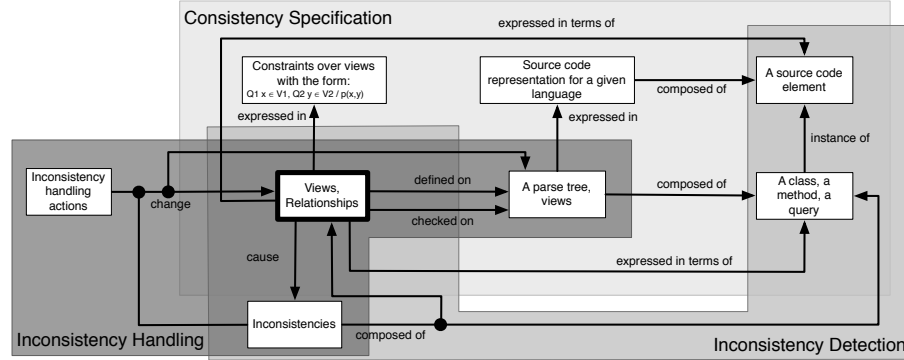 Consistency Specification
expressed in terms of
Constraints over views
with the form:
Q1 x ∈ V1, Q2 y ∈ V2 / p(x,y)
Source code
representation for a given
language
A source code
element
composed of
expressed in
expressed in
instance of
Inconsistency
handling
actions
change
Views,
Relationships
defined on
checked on
A parse tree,
views
composed of
A class, a
method, a
query
cause
expressed in terms of
Inconsistencies
composed of
Inconsistency Handling
Inconsistency Detection